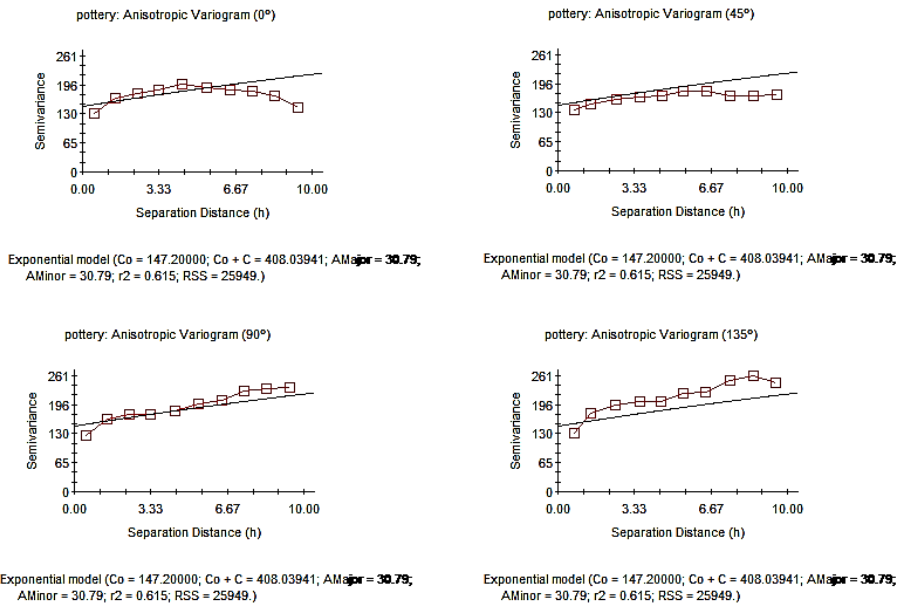 pottery: Anisotropic Variogram (0º)
261
196
130
65
0
Semivariance
0.00 3.33 6.67 10.00
Separation Distance (h)
Exponential model (Co = 147.20000; Co + C = 408.03941; AMajor = 30.79;
AMinor = 30.79; r2 = 0.615; RSS = 25949.)
pottery: Anisotropic Variogram (45º)
261
196
130
65
0
Semivariance
0.00 3.33 6.67 10.00
Separation Distance (h)
Exponential model (Co = 147.20000; Co + C = 408.03941; AMajor = 30.79;
AMinor = 30.79; r2 = 0.615; RSS = 25949.)
pottery: Anisotropic Variogram (90º)
261
196
130
65
0
Semivariance
0.00 3.33 6.67 10.00
Separation Distance (h)
Exponential model (Co = 147.20000; Co + C = 408.03941; AMajor = 30.79;
AMinor = 30.79; r2 = 0.615; RSS = 25949.)
pottery: Anisotropic Variogram (135º)
261
196
130
65
0
Semivariance
0.00 3.33 6.67 10.00
Separation Distance (h)
Exponential model (Co = 147.20000; Co + C = 408.03941; AMajor = 30.79;
AMinor = 30.79; r2 = 0.615; RSS = 25949.)